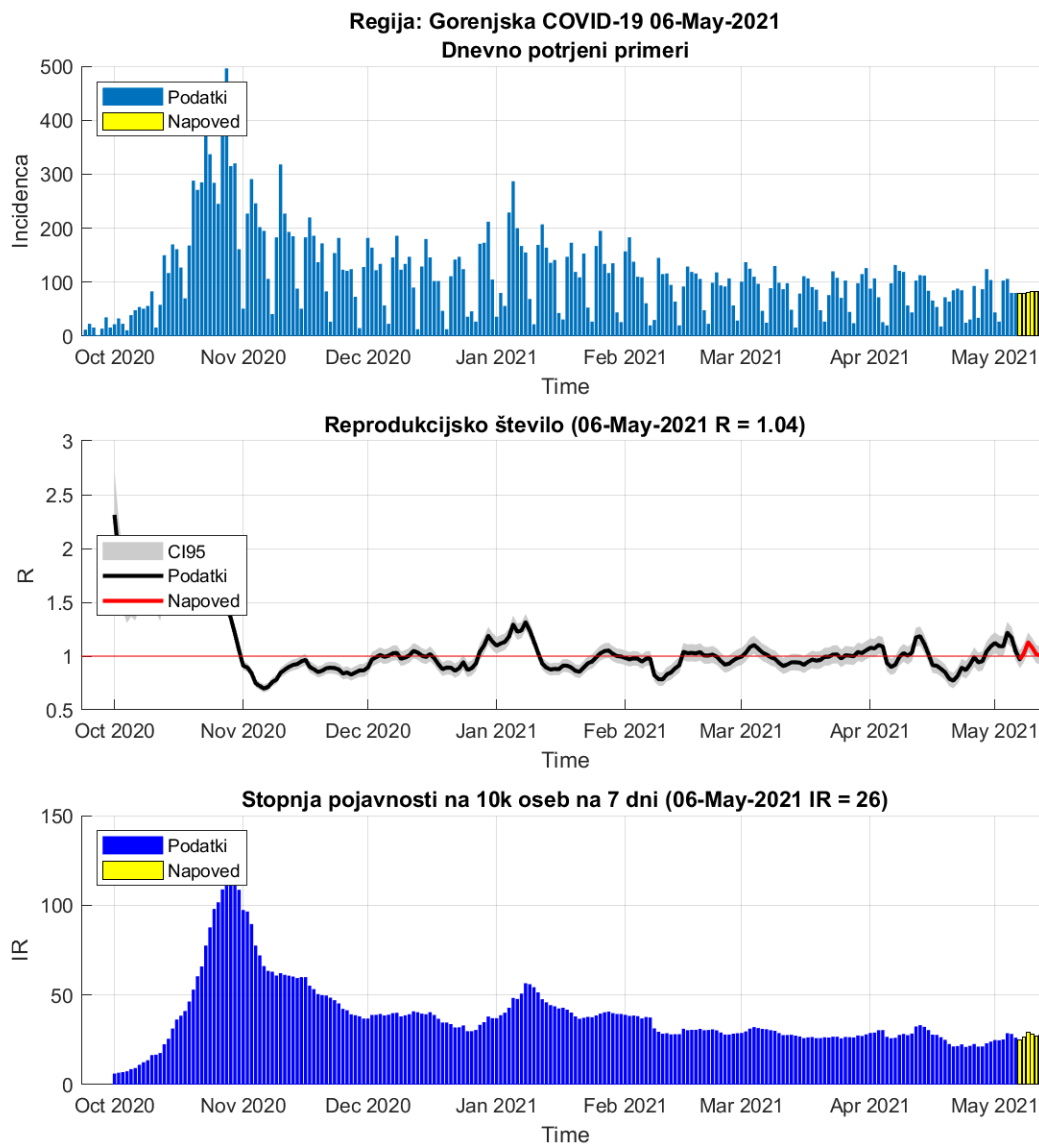 Regija: Gorenjska COVID-19 06-May-2021
Dnevno potrjeni primeri
500
400
300
200
100
0
Incidenca
Podatki
Napoved
Oct 2020 Nov 2020 Dec 2020 Jan 2021 Feb 2021 Mar 2021 Apr 2021 May 2021
Time
Reprodukcijsko število (06-May-2021 R = 1.04)
3
2.5
2
1.5
1
0.5
R
CI95
Podatki
Napoved
Oct 2020 Nov 2020 Dec 2020 Jan 2021 Feb 2021 Mar 2021 Apr 2021 May 2021
Time
Stopnja pojavnosti na 10k oseb na 7 dni (06-May-2021 IR = 26)
150
100
50
0
IR
Podatki
Napoved
Oct 2020 Nov 2020 Dec 2020 Jan 2021 Feb 2021 Mar 2021 Apr 2021 May 2021
Time